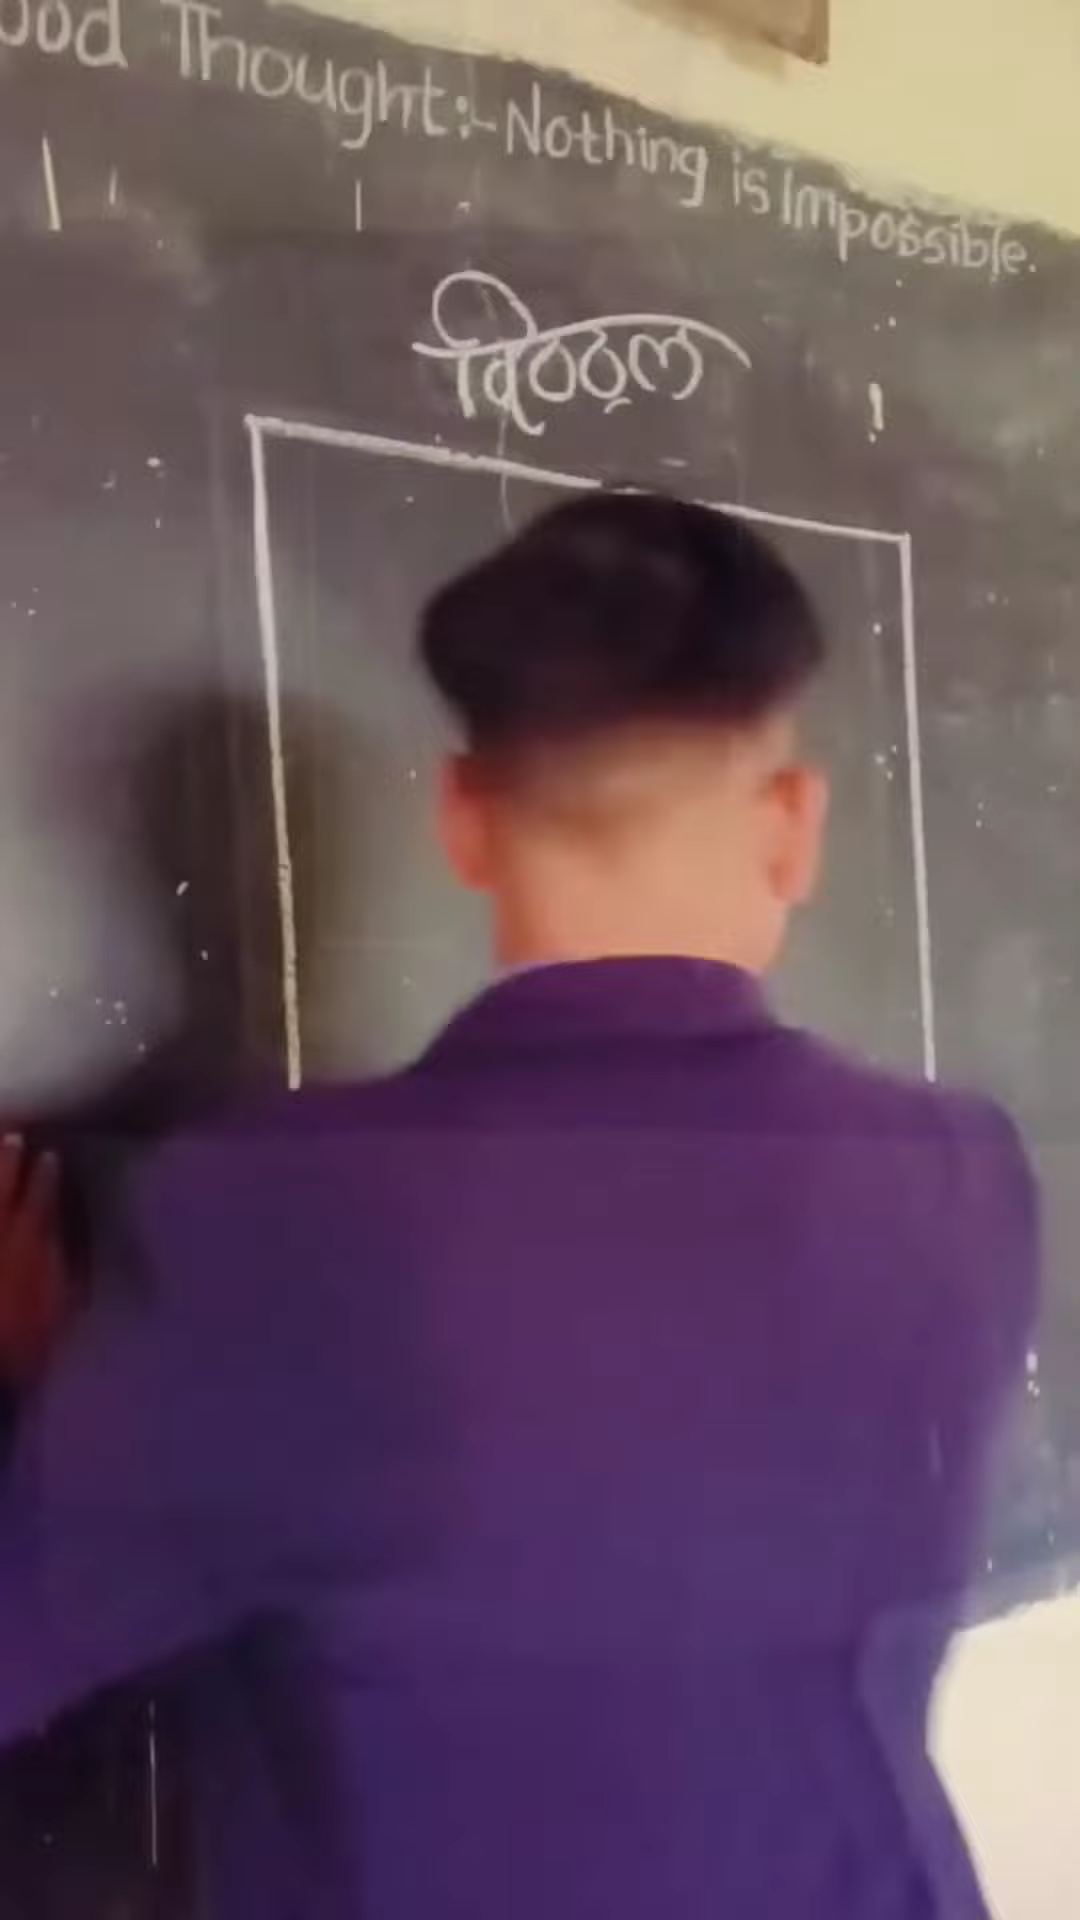 ood Thought:- Nothing is Impossible.
विठ्ठल